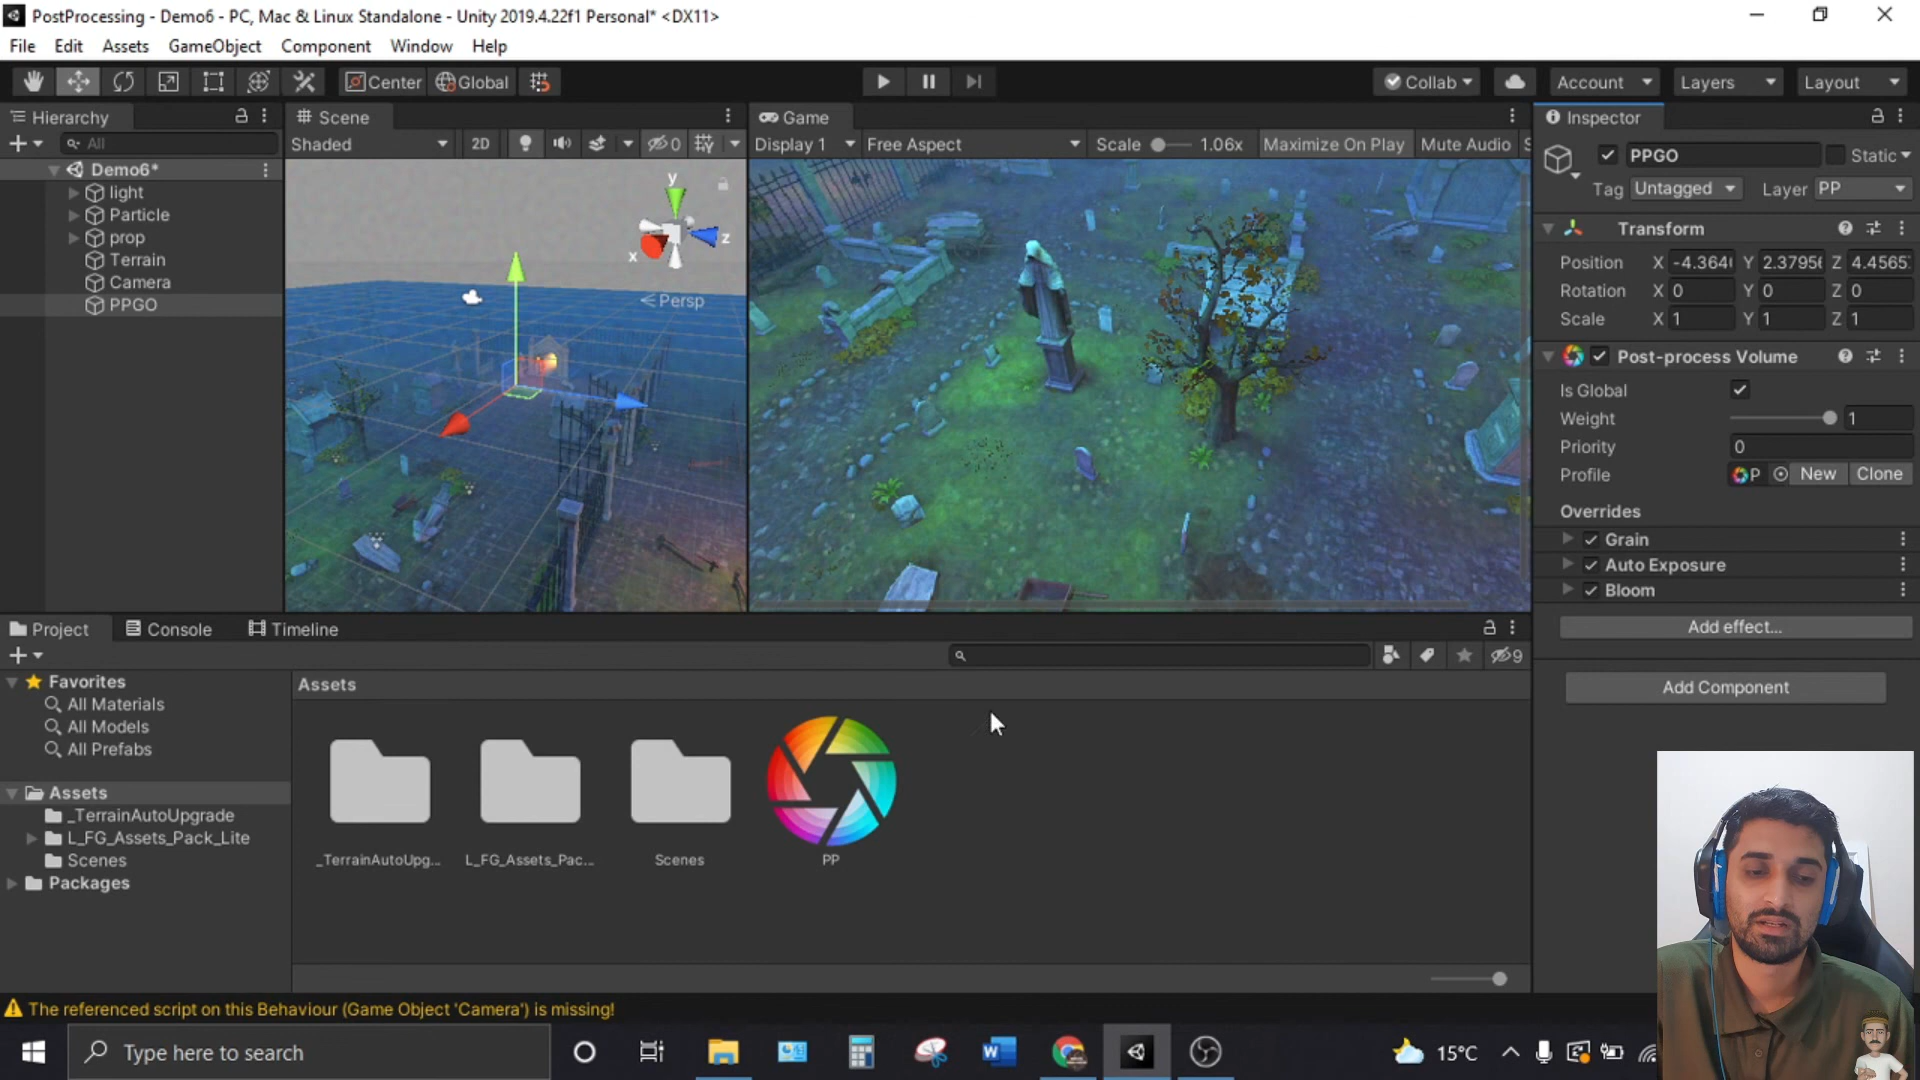 PostProcessing - Demo6 - PC, Mac & Linux Standalone - Unity 2019.4.22f1 Personal* <DX11>
File Edit Assets GameObject Component Window Help
Center Global Collab Account Layers Layout
Hierarchy
All
Demo6*
light
Particle
prop
Terrain
Camera
PPGO
Scene
Shaded 2D 0
y
x
z
Persp
Game
Display 1 Free Aspect Scale 1.06x Maximize On Play Mute Audio S
Inspector
PPGO Static
Tag Untagged Layer PP
Transform
Position X -4.364 Y 2.3795 Z 4.4565
Rotation X 0 Y 0 Z 0
Scale X 1 Y 1 Z 1
Post-process Volume
Is Global
Weight 1
Priority 0
Profile P New Clone
Overrides
Grain
Auto Exposure
Bloom
Add effect...
Add Component
Project Console Timeline
9
Favorites
All Materials
All Models
All Prefabs
Assets
_TerrainAutoUpgrade
L_FG_Assets_Pack_Lite
Scenes
Packages
Assets
_TerrainAutoUpg... L_FG_Assets_Pac... Scenes PP
The referenced script on this Behaviour (Game Object 'Camera') is missing!
Type here to search
15°C